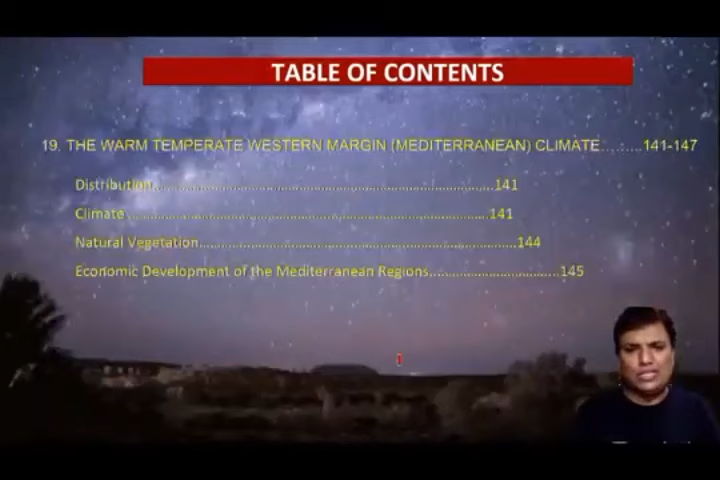 TABLE OF CONTENTS
19. THE WARM TEMPERATE WESTERN MARGIN (MEDITERRANEAN) CLIMATE.........141-147
Distribution..........................................................................141
Climate..........................................................................141
Natural Vegetation..................................................................144
Economic Development of the Mediterranean Regions...........................145